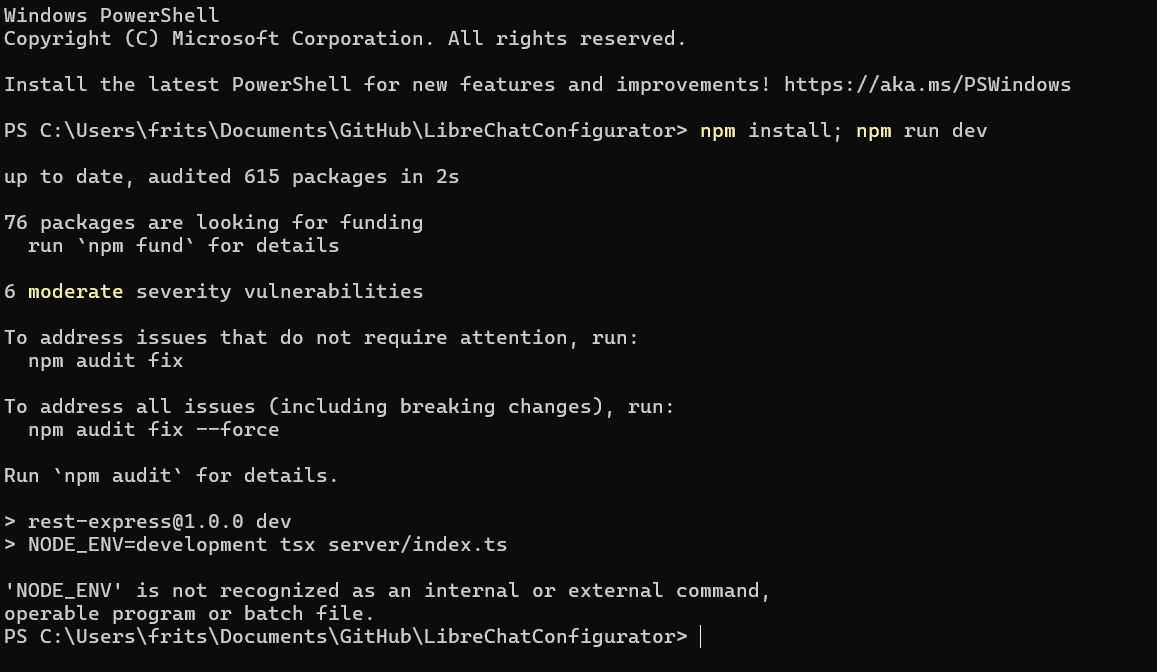 Windows PowerShell
Copyright (C) Microsoft Corporation. All rights reserved.
Install the latest PowerShell for new features and improvements! https://aka.ms/PSWindows
PS C:\Users\frits\Documents\GitHub\LibreChatConfigurator> npm install; npm run dev
up to date, audited 615 packages in 2s
76 packages are looking for funding
  run `npm fund` for details
6 moderate severity vulnerabilities
To address issues that do not require attention, run:
  npm audit fix
To address all issues (including breaking changes), run:
  npm audit fix --force
Run `npm audit` for details.
> rest-express@1.0.0 dev
> NODE_ENV=development tsx server/index.ts
'NODE_ENV' is not recognized as an internal or external command,
operable program or batch file.
PS C:\Users\frits\Documents\GitHub\LibreChatConfigurator>